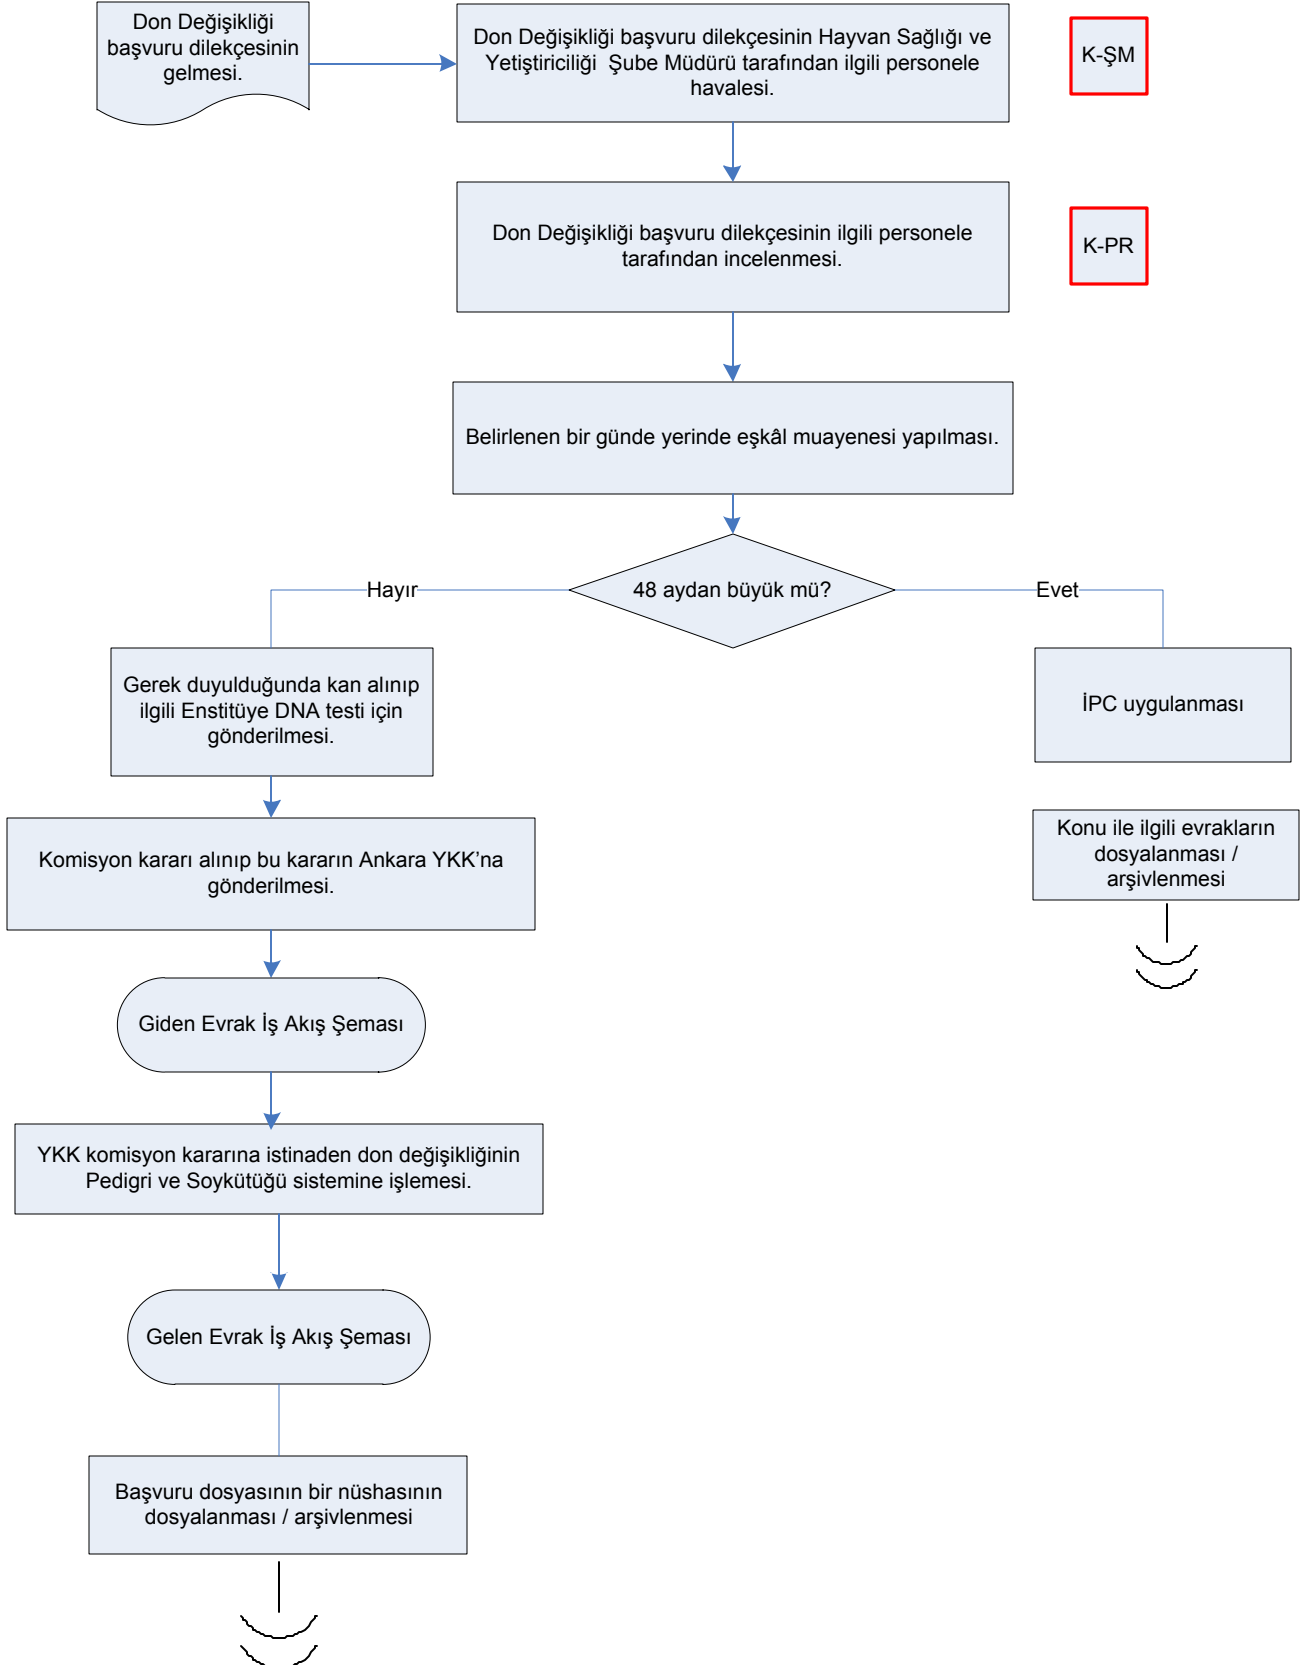 Don Değişikliği
başvuru dilekçesinin
gelmesi.
Don Değişikliği başvuru dilekçesinin Hayvan Sağlığı ve
Yetiştiriciliği Şube Müdürü tarafından ilgili personele
havalesi.
K-ŞM
Don Değişikliği başvuru dilekçesinin ilgili personele
tarafından incelenmesi.
K-PR
Belirlenen bir günde yerinde eşkâl muayenesi yapılması.
48 aydan büyük mü?
Hayır
Evet
Gerek duyulduğunda kan alınıp
ilgili Enstitüye DNA testi için
gönderilmesi.
İPC uygulanması
Komisyon kararı alınıp bu kararın Ankara YKK’na
gönderilmesi.
Konu ile ilgili evrakların
dosyalanması /
arşivlenmesi
Giden Evrak İş Akış Şeması
YKK komisyon kararına istinaden don değişikliğinin
Pedigri ve Soykütüğü sistemine işlemesi.
Gelen Evrak İş Akış Şeması
Başvuru dosyasının bir nüshasının
dosyalanması / arşivlenmesi